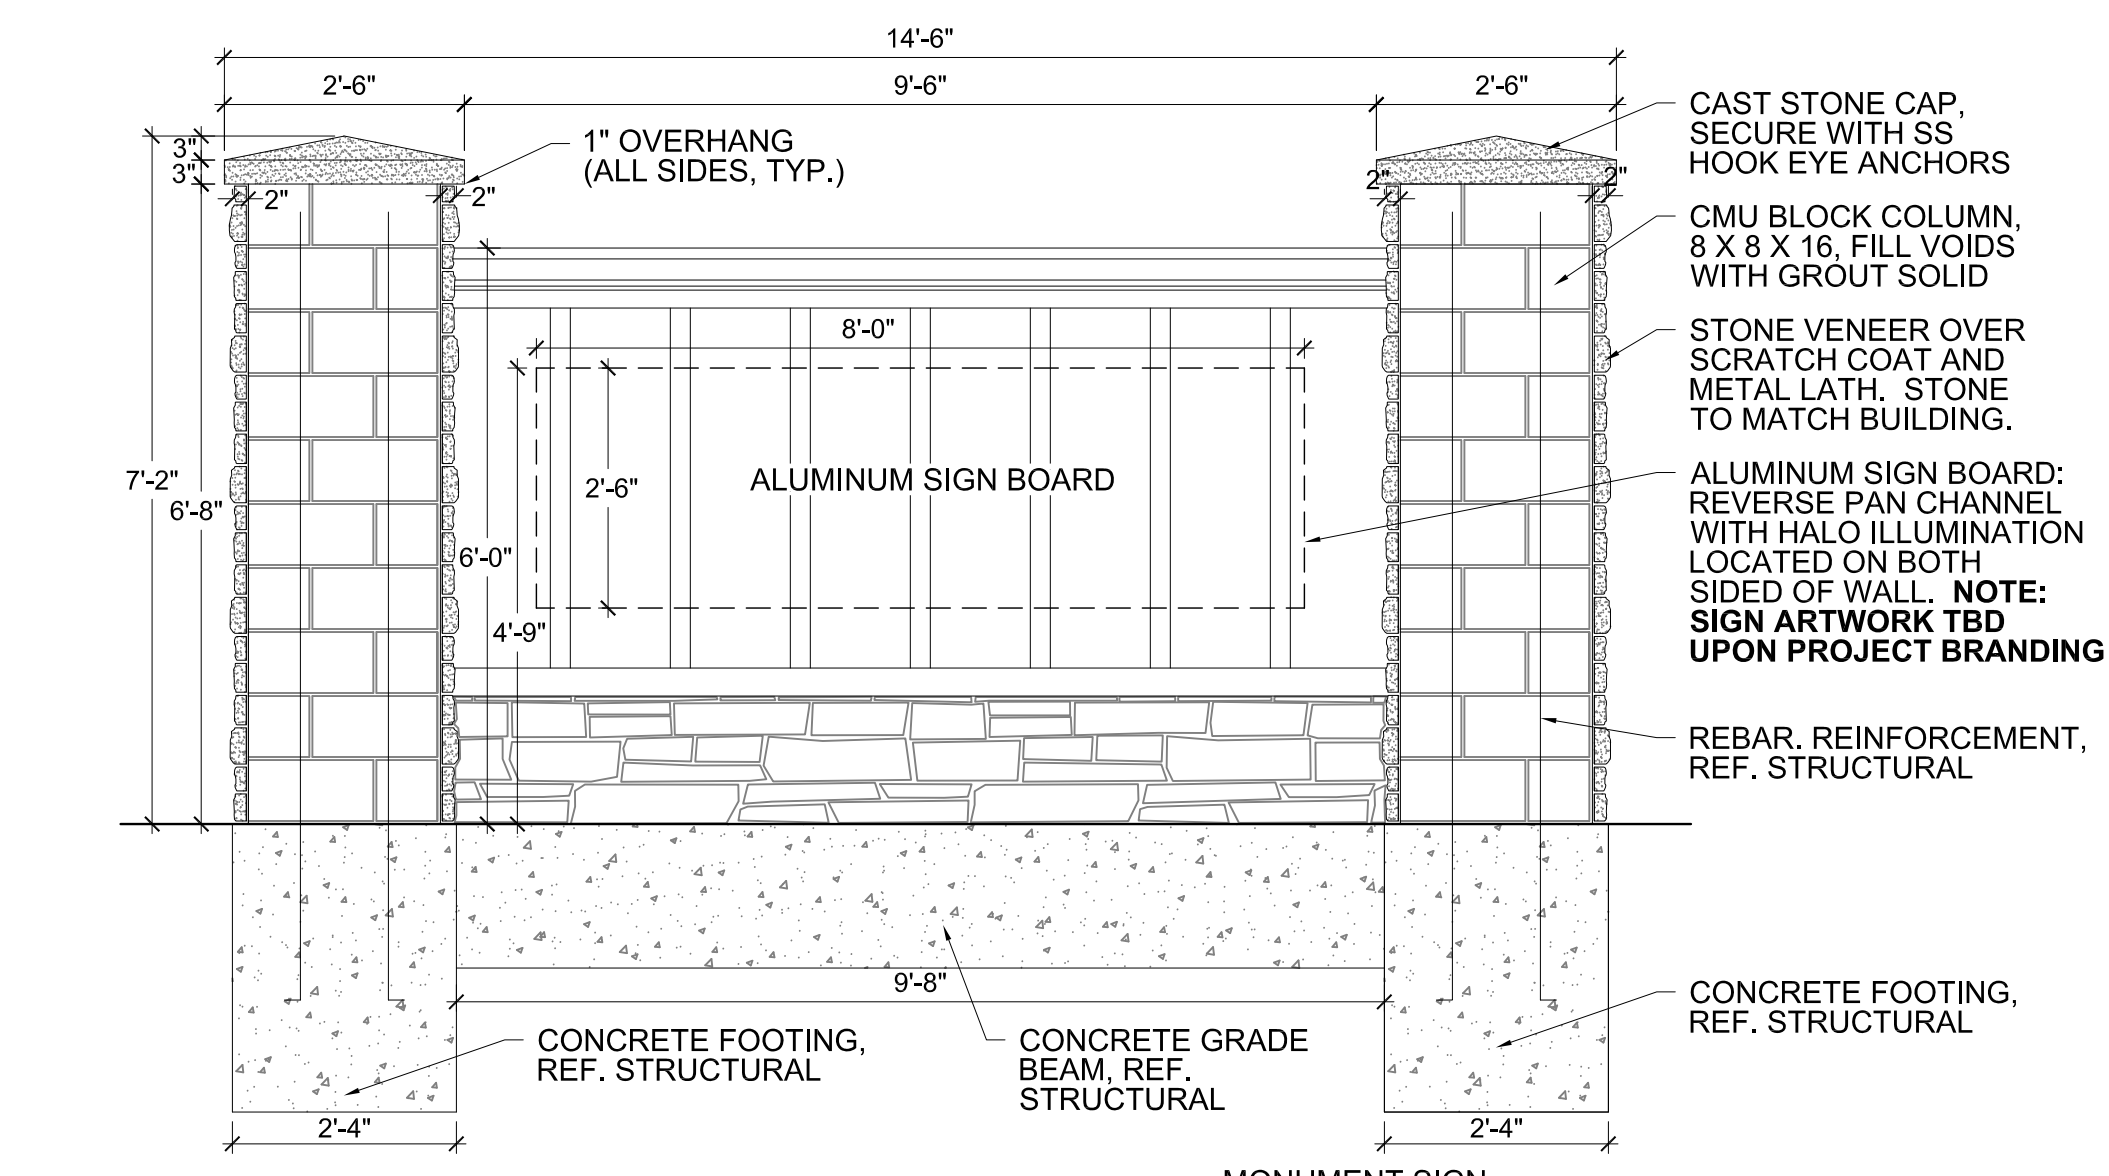 14'-6"
2'-6"
9'-6"
2'-6"
3"
3"
1" OVERHANG
(ALL SIDES, TYP.)
2"
2"
2"
2"
CAST STONE CAP,
SECURE WITH SS
HOOK EYE ANCHORS
CMU BLOCK COLUMN,
8 X 8 X 16, FILL VOIDS
WITH GROUT SOLID
8'-0"
STONE VENEER OVER
SCRATCH COAT AND
METAL LATH. STONE
TO MATCH BUILDING.
7'-2"
6'-8"
2'-6"
ALUMINUM SIGN BOARD
6'-0"
4'-9"
ALUMINUM SIGN BOARD:
REVERSE PAN CHANNEL
WITH HALO ILLUMINATION
LOCATED ON BOTH
SIDED OF WALL. NOTE:
SIGN ARTWORK TBD
UPON PROJECT BRANDING
REBAR. REINFORCEMENT,
REF. STRUCTURAL
9'-8"
CONCRETE FOOTING,
REF. STRUCTURAL
CONCRETE GRADE
BEAM, REF.
STRUCTURAL
CONCRETE FOOTING,
REF. STRUCTURAL
2'-4"
2'-4"
MONUMENT SIGN